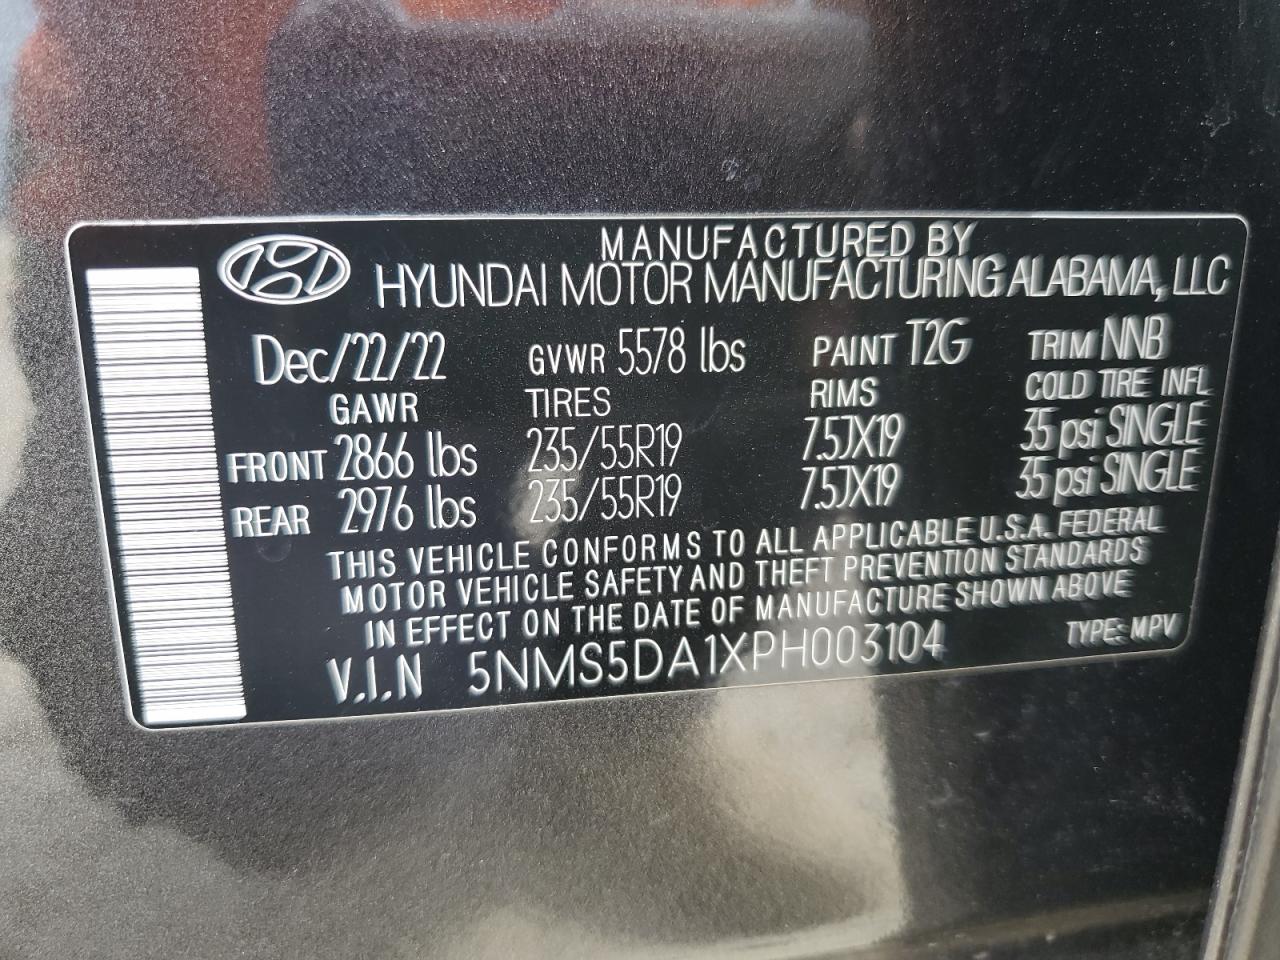 MANUFACTURED BY
HYUNDAI MOTOR MANUFACTURING ALABAMA, LLC
Dec/22/22 GVWR 5578 lbs PAINT T2G TRIM NNB
GAWR TIRES RIMS COLD TIRE INFL
FRONT 2866 lbs 235/55R19 7.5JX19 35 psi SINGLE
REAR 2976 lbs 235/55R19 7.5JX19 35 psi SINGLE
THIS VEHICLE CONFORMS TO ALL APPLICABLE U.S.A. FEDERAL
MOTOR VEHICLE SAFETY AND THEFT PREVENTION STANDARDS
IN EFFECT ON THE DATE OF MANUFACTURE SHOWN ABOVE
V.I.N 5NMS5DA1XPH003104 TYPE: MPV